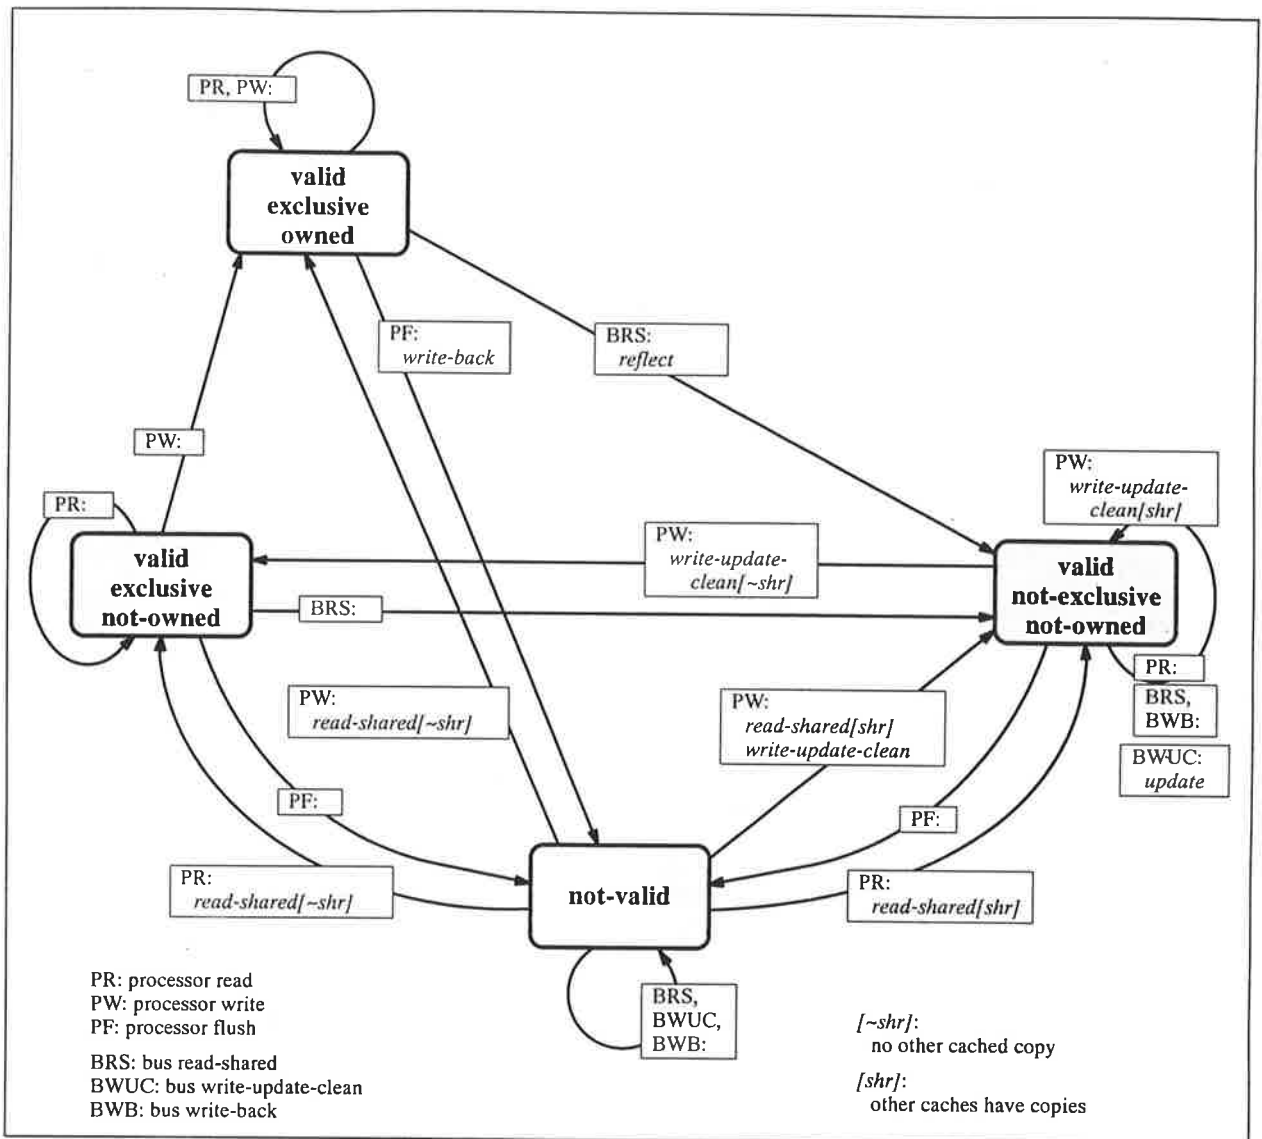 PR, PW:
valid
exclusive
owned
PF:
write-back
BRS:
reflect
PW:
PR:
valid
exclusive
not-owned
PW:
write-update-
clean[~shr]
BRS:
PW:
write-update-
clean[shr]
valid
not-exclusive
not-owned
PR:
BRS,
BWB:
BWUC:
update
PW:
read-shared[~shr]
PW:
read-shared[shr]
write-update-clean
PF:
PF:
PR:
read-shared[~shr]
not-valid
PR:
read-shared[shr]
BRS,
BWUC,
BWB:
PR: processor read
PW: processor write
PF: processor flush
BRS: bus read-shared
BWUC: bus write-update-clean
BWB: bus write-back
[~shr]:
no other cached copy
[shr]:
other caches have copies